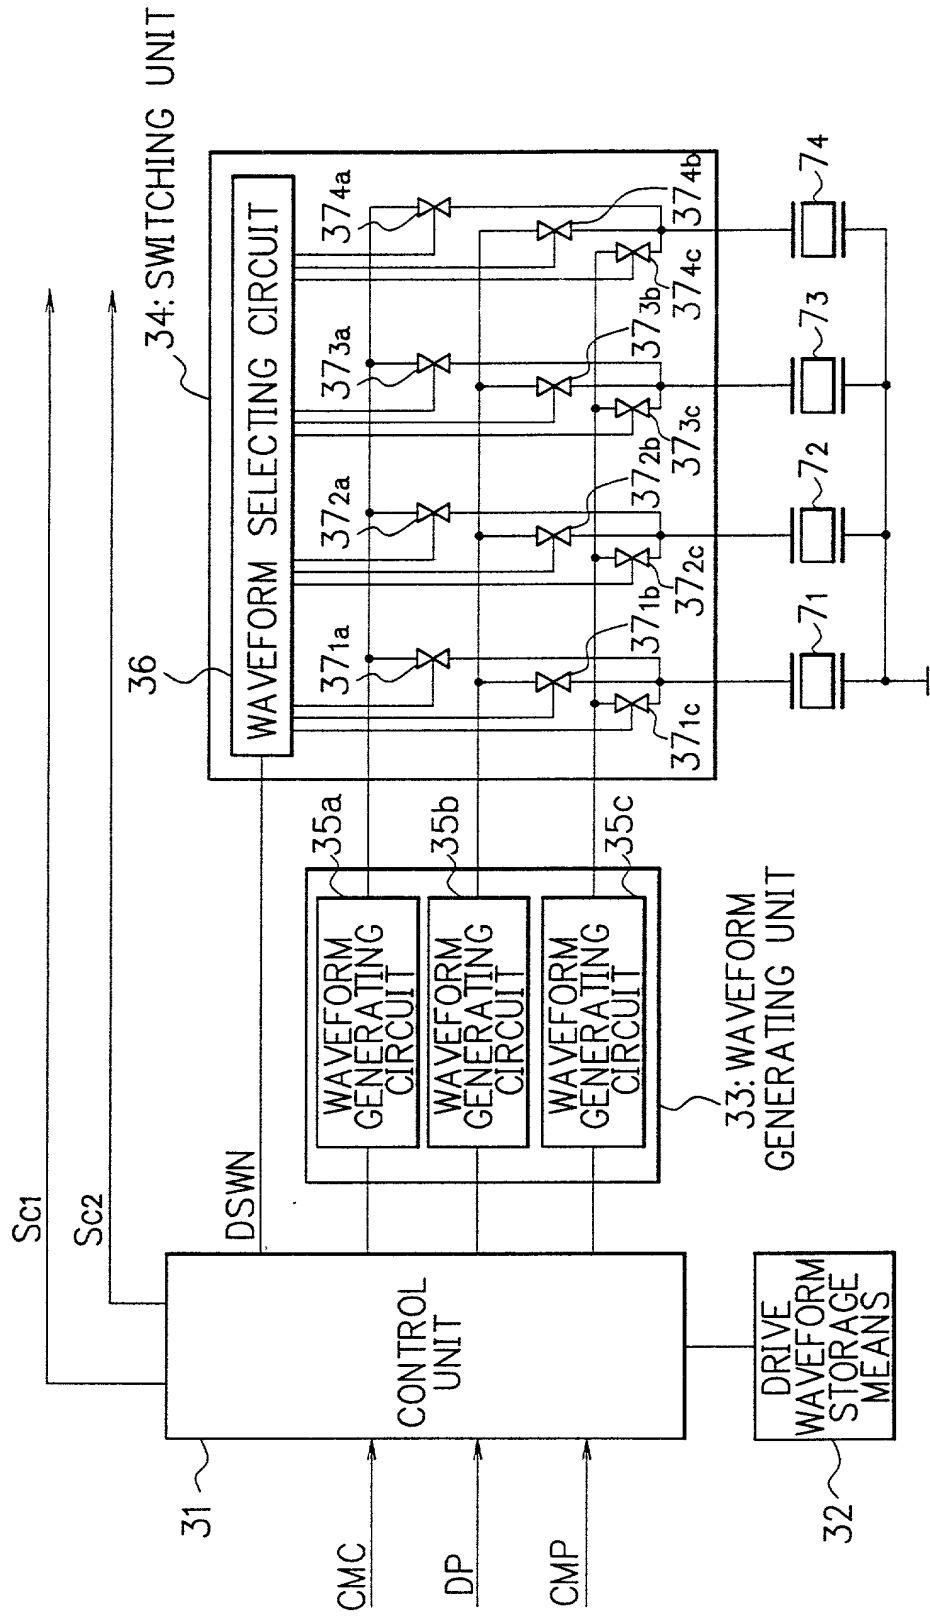 SC1
SC2
34: SWITCHING UNIT
36
WAVEFORM SELECTING CIRCUIT
DSWN
371a
372a
373a
374a
371b
372b
373b
374b
371c
372c
373c
374c
35a
WAVEFORM
GENERATING
CIRCUIT
35b
WAVEFORM
GENERATING
CIRCUIT
35c
WAVEFORM
GENERATING
CIRCUIT
33: WAVEFORM
GENERATING UNIT
31
CONTROL
UNIT
CMC
DP
CMP
32
DRIVE
WAVEFORM
STORAGE
MEANS
71
72
73
74